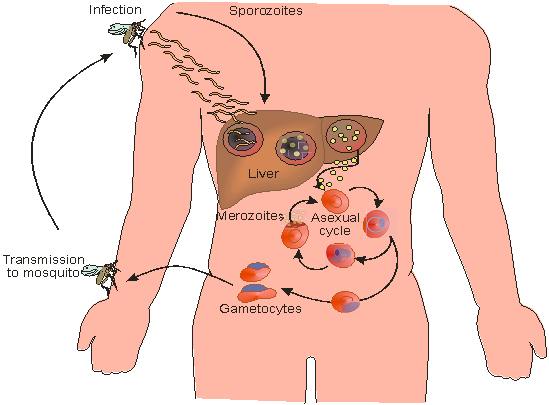 Infection
Sporozoites
Liver
Merozoites
Asexual
cycle
Transmission
to mosquito
Gametocytes